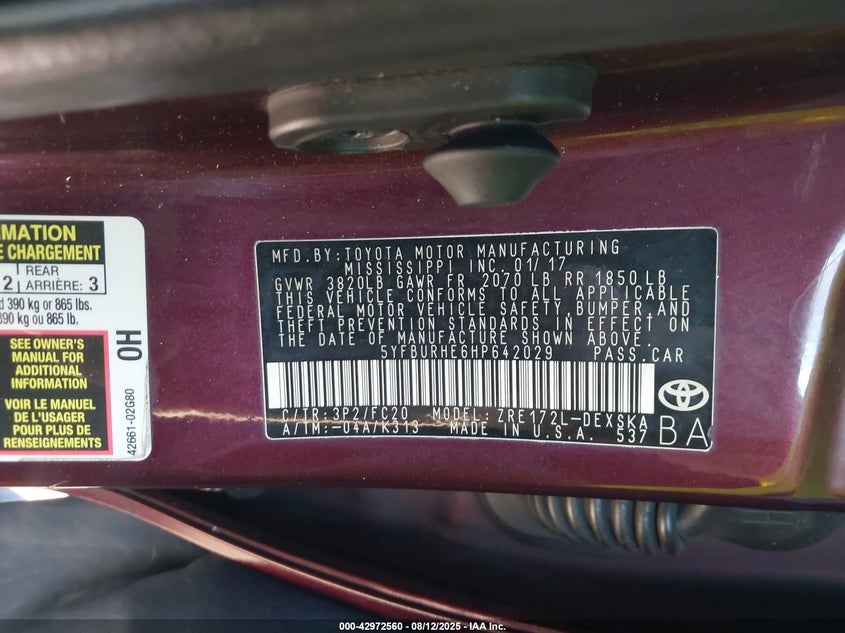 RMATION
E CHARGEMENT
2 REAR 3
ARRIÈRE:
390 kg or 865 lbs.
390 kg ou 865 lb.
SEE OWNER'S
MANUAL FOR
ADDITIONAL
INFORMATION
VOIR LE MANUEL
DE L'USAGER
POUR PLUS DE
RENSEIGNEMENTS
OH
42661-02G80
MFD.BY:TOYOTA MOTOR MANUFACTURING
MISSISSIPPI INC. 01/17
GVWR 3820LB GAWR FR 2070 LB RR 1850 LB
THIS VEHICLE CONFORMS TO ALL APPLICABLE
FEDERAL MOTOR VEHICLE SAFETY,BUMPER,AND
THEFT PREVENTION STANDARDS IN EFFECT ON
THE DATE OF MANUFACTURE SHOWN ABOVE.
5YFBURHE6HP642029 PASS.CAR
C/TR:3P2/FC20 MODEL: ZRE172L-DEXSKA
A/TM:-04A/K313 MADE IN U.S.A. 537 BA
000-42972560 - 08/12/2025 - IAA Inc.